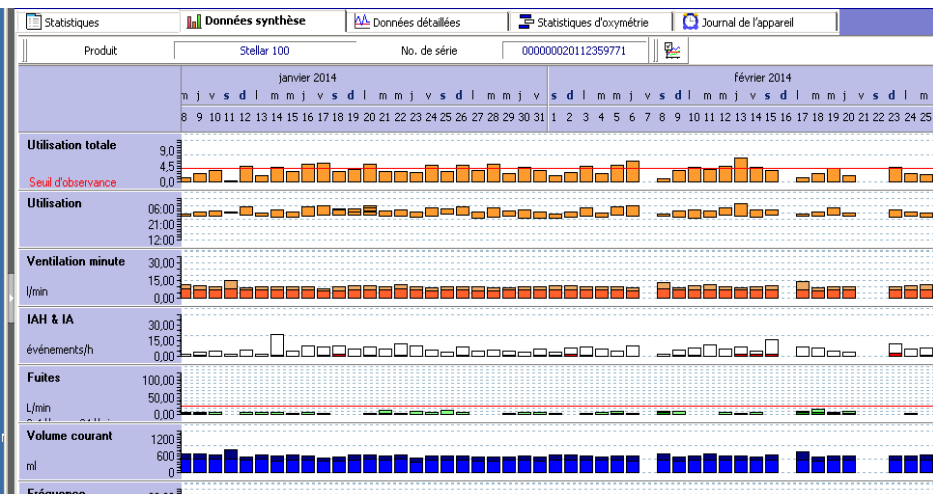 Statistiques Données synthèse Données détaillées Statistiques d'oxymétrie Journal de l'appareil
Produit Stellar 100 No. de série 000000020112359771
janvier 2014 février 2014
m j v s d l m m j v s d l m m j v s d l m m j v s d l m m j v s d l m m j v s d l m m j v s d l m
8 9 10 11 12 13 14 15 16 17 18 19 20 21 22 23 24 25 26 27 28 29 30 31 1 2 3 4 5 6 7 8 9 10 11 12 13 14 15 16 17 18 19 20 21 22 23 24 25
Utilisation totale
9,0
4,5
Seuil d'observance 0,0
Utilisation
06:00
21:00
12:00
Ventilation minute 30,00
15,00
l/min 0,00
IAH & IA 30,00
15,00
événements/h 0,00
Fuites 100,00
50,00
L/min 0,00
Volume courant 1200
600
ml 0
Fréquence